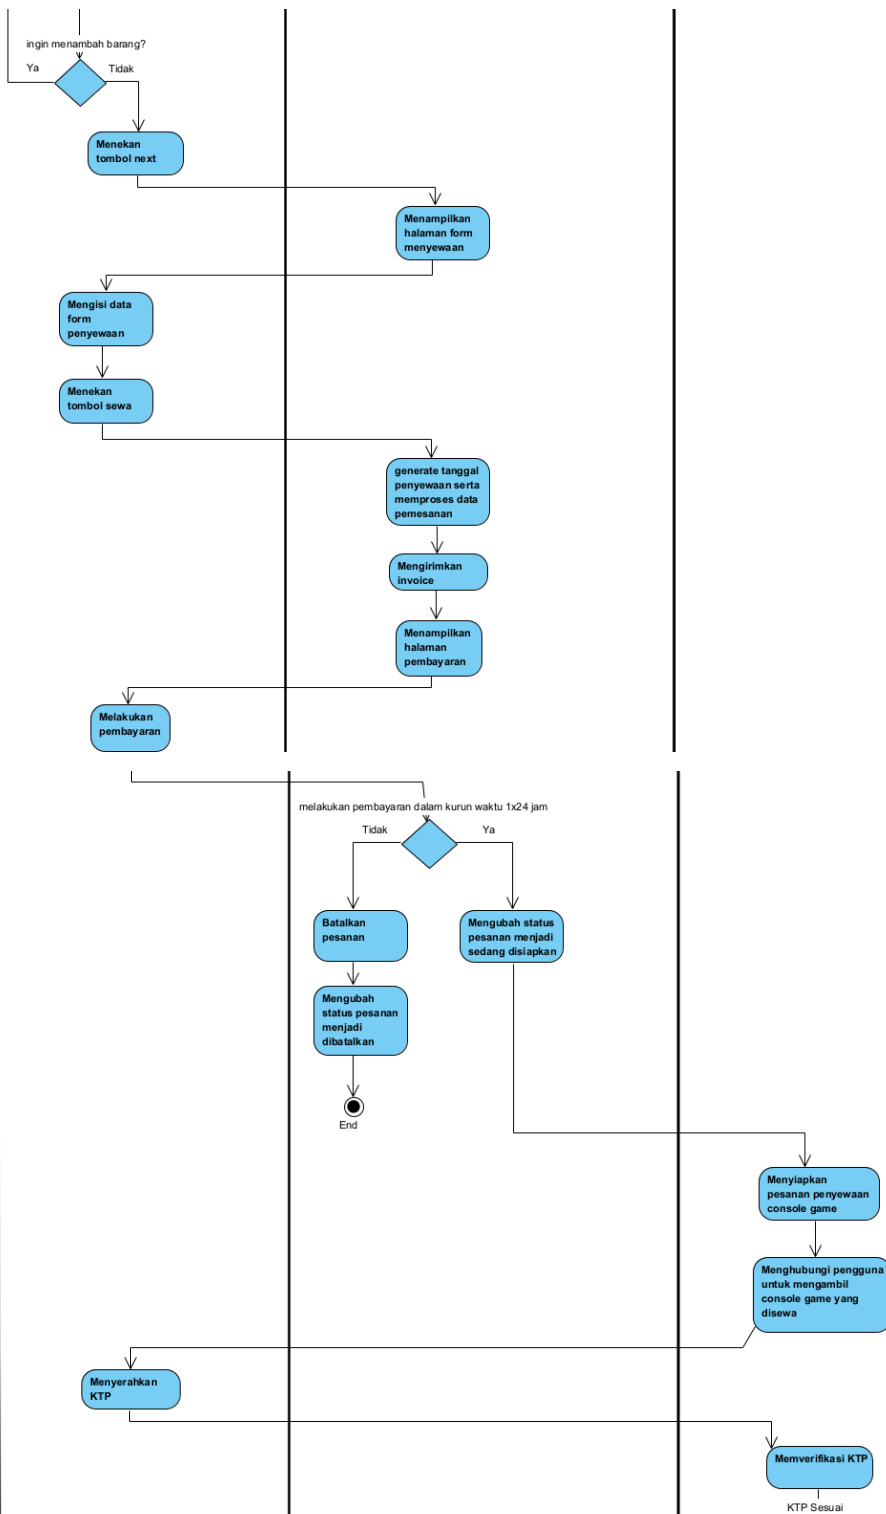 ingin menambah barang?
Ya
Tidak
Menekan
tombol next
Menampilkan
halaman form
menyewaan
Mengisi data
form
penyewaan
Menekan
tombol sewa
generate tanggal
penyewaan serta
memproses data
pemesanan
Mengirimkan
invoice
Menampilkan
halaman
pembayaran
Melakukan
pembayaran
melakukan pembayaran dalam kurun waktu 1x24 jam
Tidak
Ya
Batalkan
pesanan
Mengubah status
pesanan menjadi
sedang disiapkan
Mengubah
status pesanan
menjadi
dibatalkan
End
Menyiapkan
pesanan penyewaan
console game
Menghubungi pengguna
untuk mengambil
console game yang
disewa
Menyerahkan
KTP
Memverifikasi KTP
KTP Sesuai